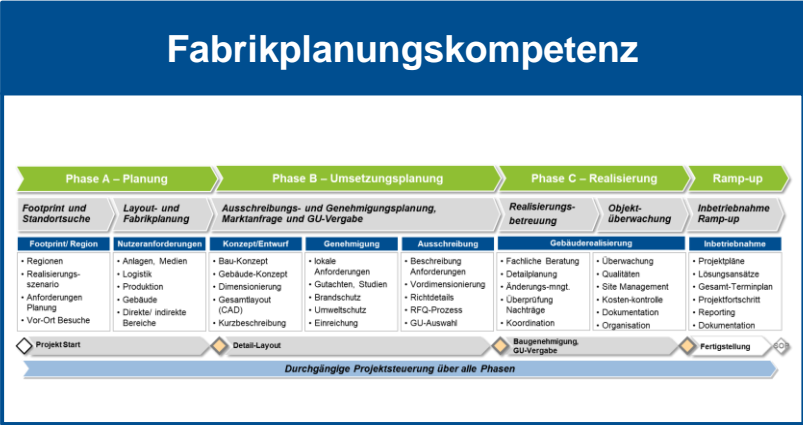 Fabrikplanungskompetenz
Phase A – Planung
Phase B – Umsetzungsplanung
Phase C – Realisierung
Ramp-up
Footprint und
Standortsuche
Layout- und
Fabrikplanung
Ausschreibungs- und Genehmigungsplanung,
Marktanfrage und GU-Vergabe
Realisierungs-
betreuung
Objekt-
überwachung
Inbetriebnahme
Ramp-up
Footprint/ Region
Nutzeranforderungen
Konzept/Entwurf
Genehmigung
Ausschreibung
Gebäuderealisierung
Inbetriebnahme
• Regionen
• Realisierungs-
szenario
• Anforderungen
Planung
• Vor-Ort Besuche
• Anlagen, Medien
• Logistik
• Produktion
• Gebäude
• Direkte/ indirekte
Bereiche
• Bau-Konzept
• Gebäude-Konzept
• Dimensionierung
• Gesamtlayout
(CAD)
• Kurzbeschreibung
• lokale
Anforderungen
• Gutachten, Studien
• Brandschutz
• Umweltschutz
• Einreichung
• Beschreibung
Anforderungen
• Vordimensionierung
• Richtdetails
• RFQ-Prozess
• GU-Auswahl
• Fachliche Beratung
• Detailplanung
• Änderungs-mngt.
• Überprüfung
Nachträge
• Koordination
• Überwachung
• Qualitäten
• Site Management
• Kosten-kontrolle
• Dokumentation
• Organisation
• Projektpläne
• Lösungsansätze
• Gesamt-Terminplan
• Projektfortschritt
• Reporting
• Dokumentation
Projekt Start
Detail-Layout
Baugenehmigung,
GU-Vergabe
Fertigstellung
SOP
Durchgängige Projektsteuerung über alle Phasen